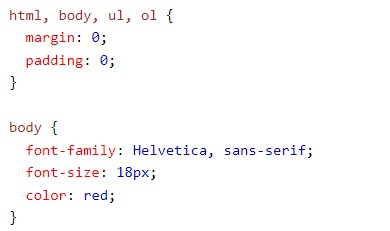 html, body, ul, ol {
  margin: 0;
  padding: 0;
}

body {
  font-family: Helvetica, sans-serif;
  font-size: 18px;
  color: red;
}